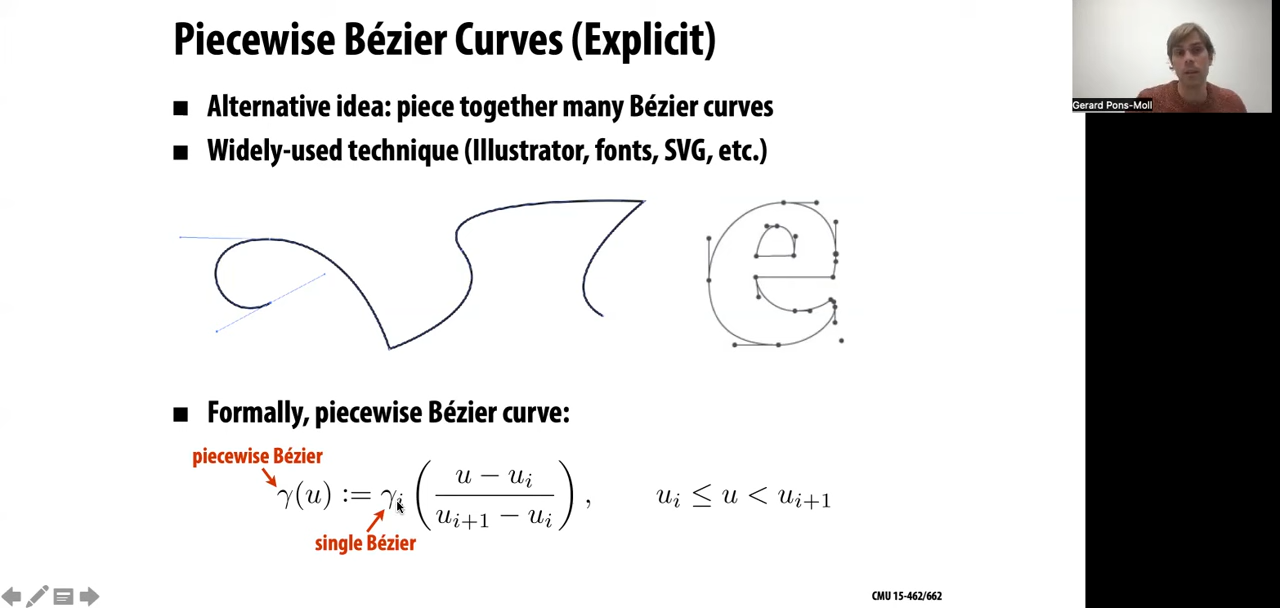 Piecewise Bézier Curves (Explicit)
Gerard Pons-Moll
■ Alternative idea: piece together many Bézier curves
■ Widely-used technique (Illustrator, fonts, SVG, etc.)
■ Formally, piecewise Bézier curve:
piecewise Bézier
γ(u) := γ_i ( (u − u_i) / (u_{i+1} − u_i) ), u_i ≤ u < u_{i+1}
single Bézier
CMU 15-462/662